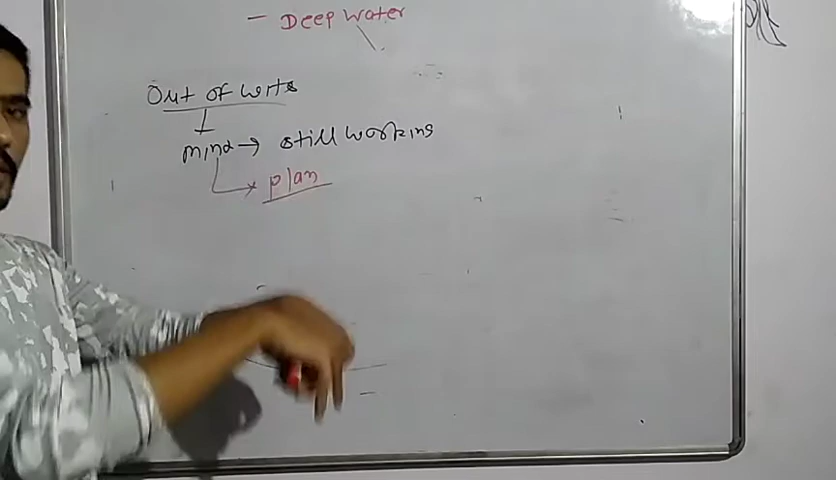 - Deep Water
Out of wits
mind → still working
plan